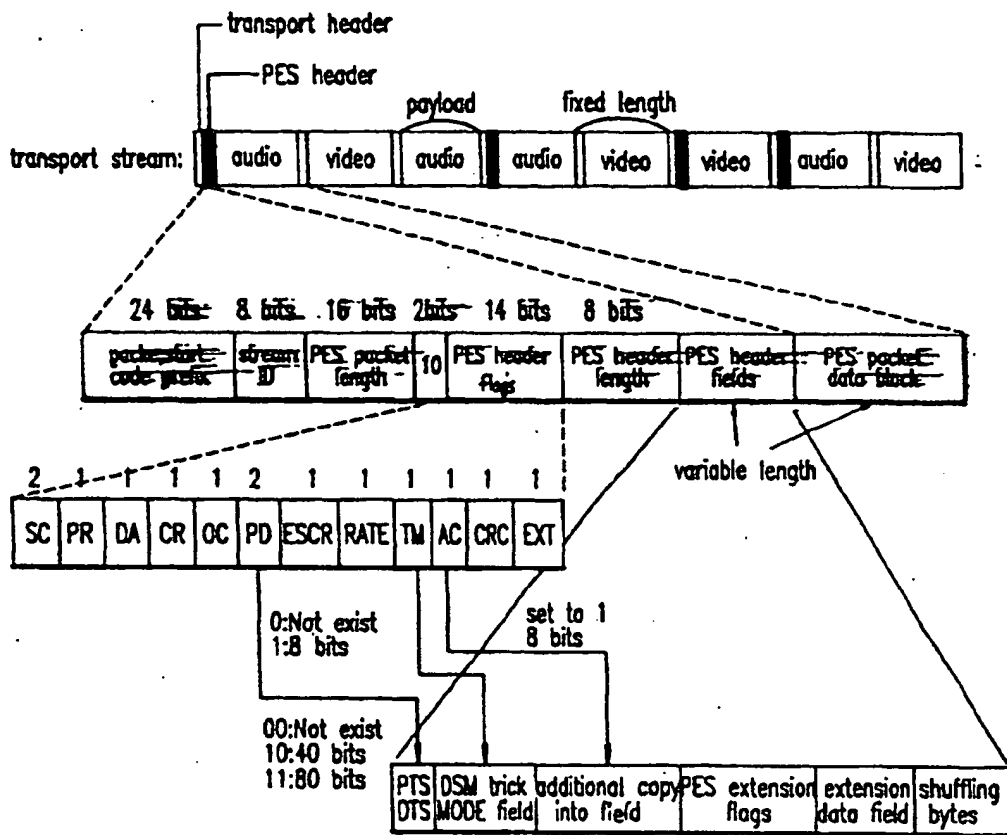 transport header
PES header
payload
fixed length
transport stream:
audio
video
audio
audio
video
video
audio
video
24 bits
8 bits
16 bits
2bits
14 bits
8 bits
packet start code prefix
stream ID
PES packet length
10
PES header flags
PES header length
PES header fields
PES packet data block
variable length
2 1 1 1 1 2 1 1 1 1 1 1
SC PR DA CR OC PD ESCR RATE TM AC CRC EXT
0:Not exist
1:8 bits
set to 1
8 bits
00:Not exist
10:40 bits
11:80 bits
PTS DTS
DSM trick MODE field
additional copy into field
PES extension flags
extension data field
shuffling bytes